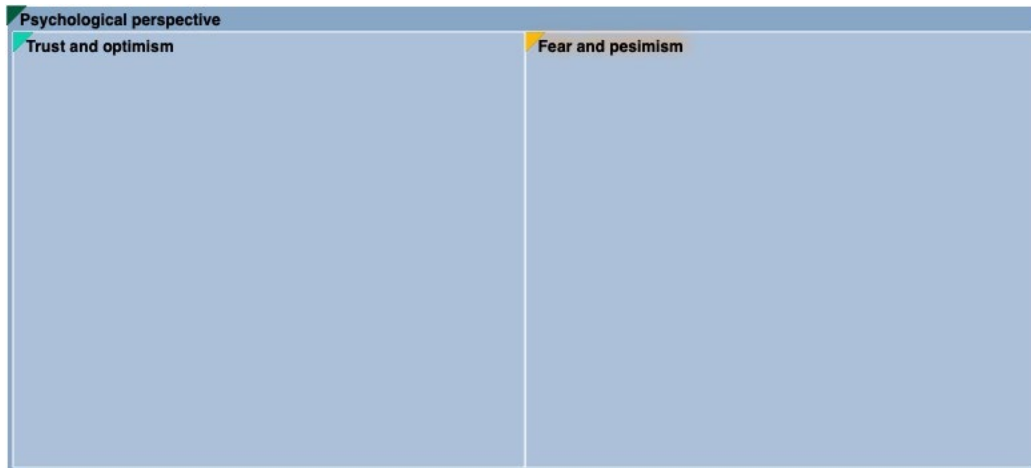 Psychological perspective
Trust and optimism
Fear and pesimism